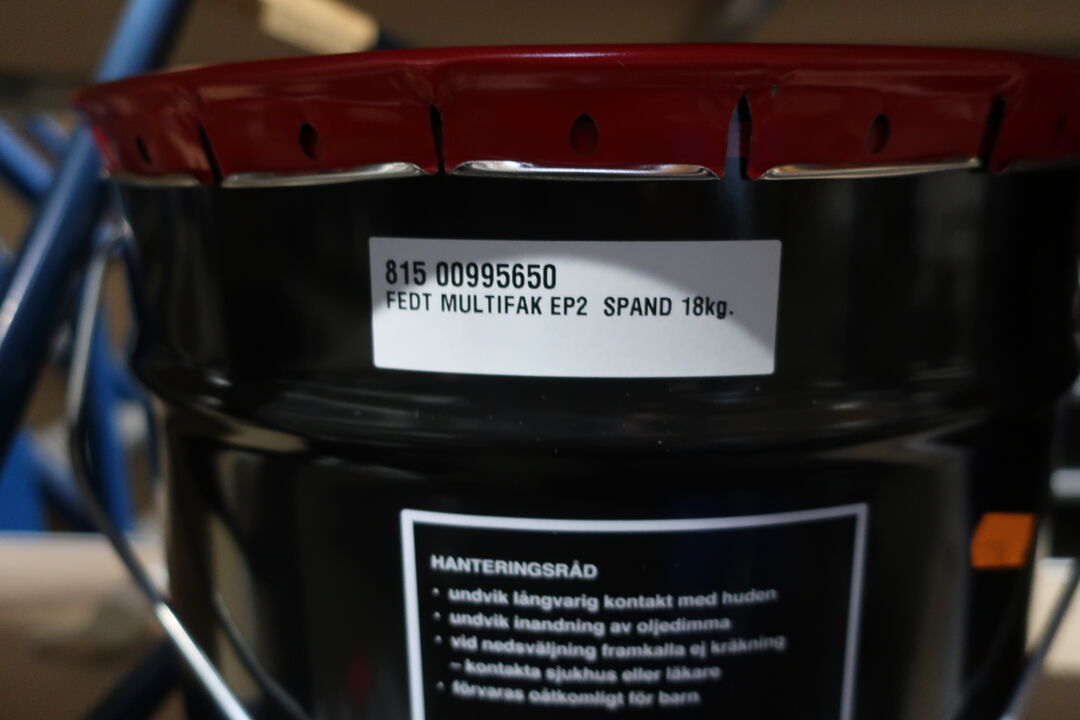 815 00995650
FEDT MULTIFAK EP2 SPAND 18kg.
HANTERINGSRÅD
• undvik långvarig kontakt med huden
• undvik inandning av oljedimma
• vid nedsväljning framkalla ej kräkning
– kontakta sjukhus eller läkare
• förvaras oåtkomligt för barn